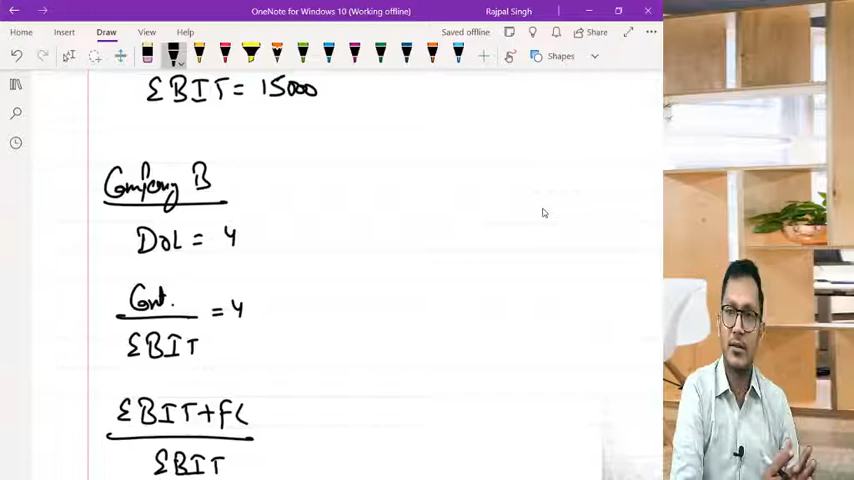 OneNote for Windows 10 (Working offline)
Rajpal Singh
Home Insert Draw View Help
Saved offline
Share
Shapes
EBIT = 15000
Company B
DOL = 4
Cont.
= 4
EBIT
EBIT+FC
EBIT